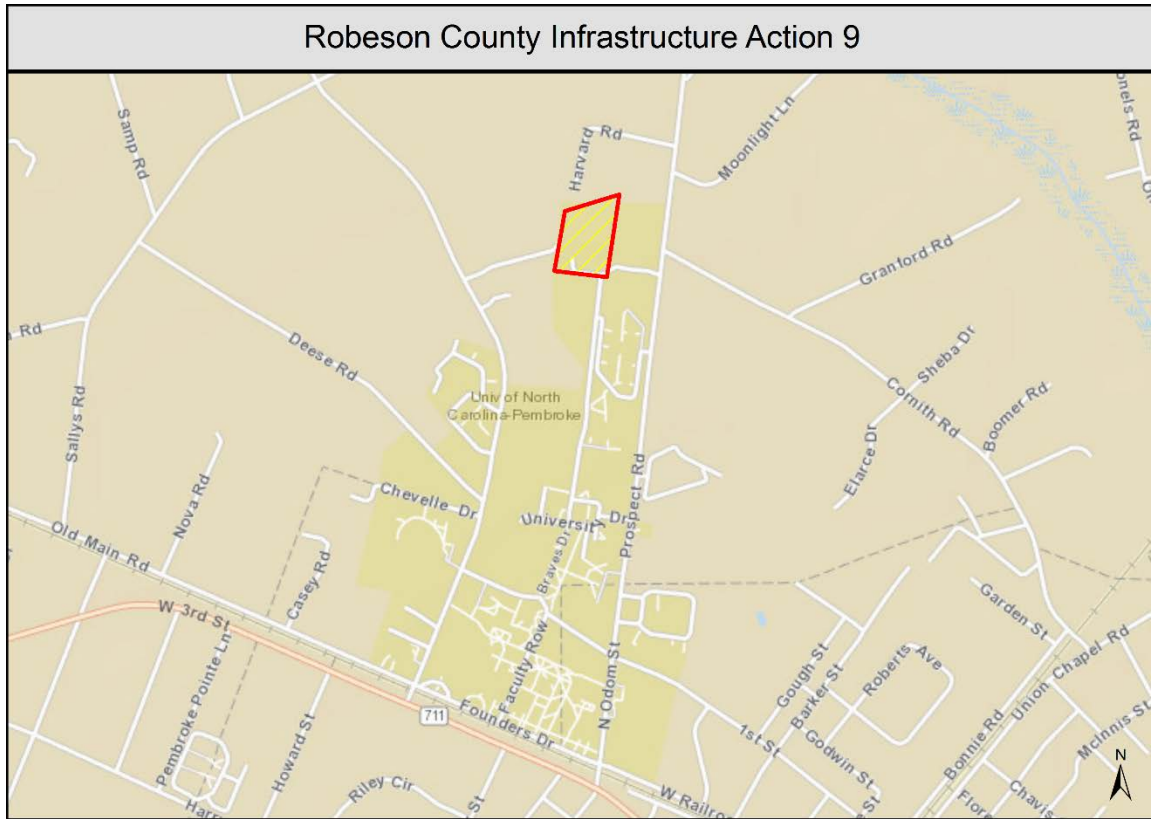 Robeson County Infrastructure Action 9
Samp Rd
Harvard Rd
Moonlight Ln
Granford Rd
Deese Rd
Sallys Rd
Nova Rd
Univ of North
Carolina-Pembroke
Sheba Dr
Cornith Rd
Boomer Rd
Elarce Dr
Chevelle Dr
University Dr
Prospect Rd
Braves Dr
Old Main Rd
Casey Rd
W 3rd St
Faculty Row
N Odom St
Garden St
Union Chapel Rd
Gough St
Barker St
Roberts Ave
Pembroke Pointe Ln
Howard St
711
Founders Dr
1st St
Godwin St
Bonnie Rd
McInnis St
Riley Cir
Chavis
St
W Railro
Flore
Harr
Rd
N